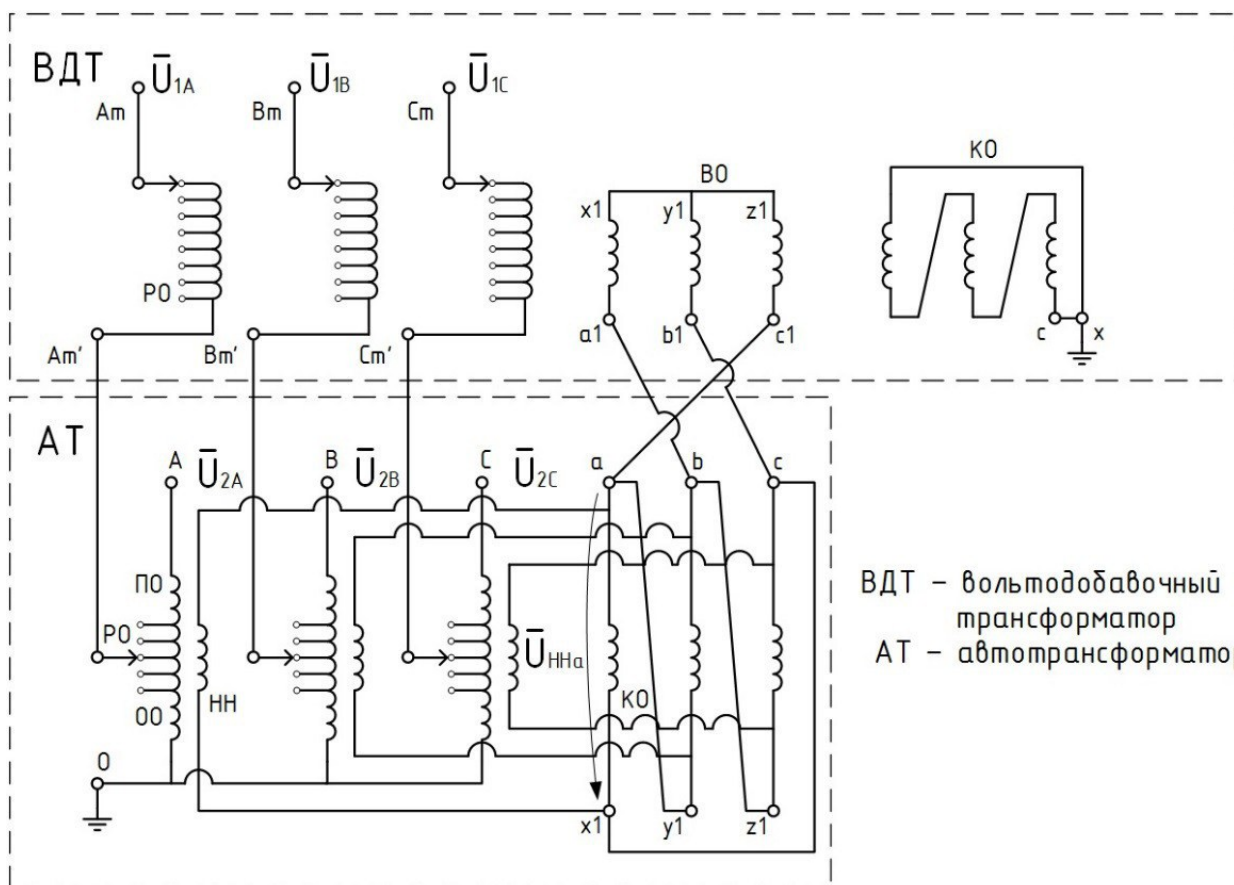 ВДТ
Ū1A
Ū1B
Ū1C
Am
Bm
Cm
КО
ВО
x1
y1
z1
РО
a1
b1
c1
c
x
Am'
Bm'
Cm'
АТ
A
Ū2A
B
Ū2B
C
Ū2C
a
b
c
ПО
РО
ОО
НН
ŪННa
КО
О
x1
y1
z1
ВДТ – вольтодобавочный
трансформатор
АТ – автотрансформатор